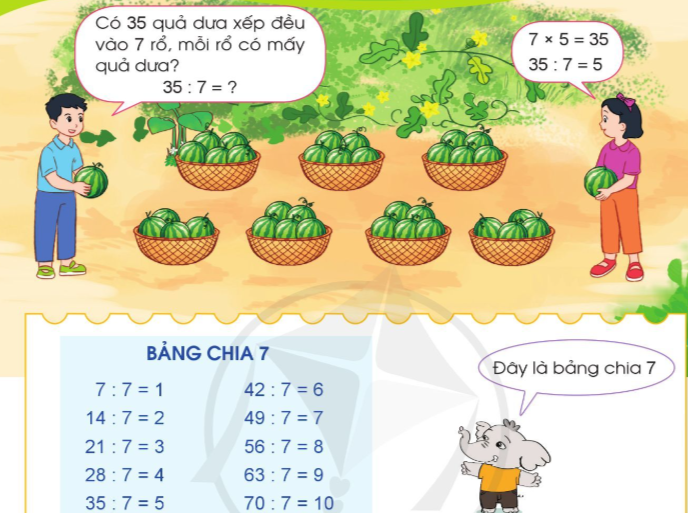 Có 35 quả dưa xếp đều
vào 7 rổ, mỗi rổ có mấy
quả dưa?
35 : 7 = ?
7 × 5 = 35
35 : 7 = 5
BẢNG CHIA 7
7 : 7 = 1
14 : 7 = 2
21 : 7 = 3
28 : 7 = 4
35 : 7 = 5
42 : 7 = 6
49 : 7 = 7
56 : 7 = 8
63 : 7 = 9
70 : 7 = 10
Đây là bảng chia 7